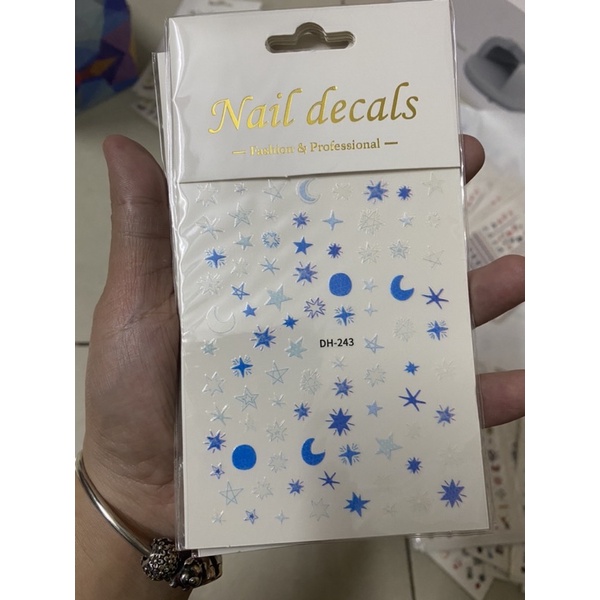 Nail decals
— Fashion & Professional —
DH-243